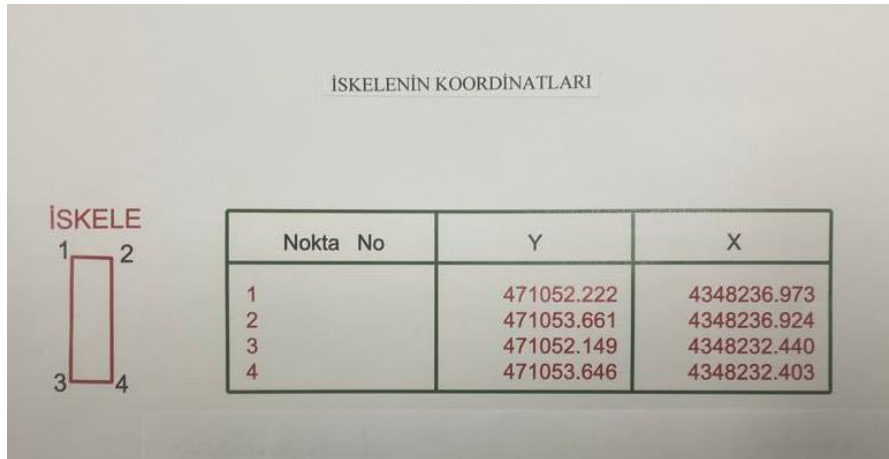 İSKELENİN KOORDİNATLARI
İSKELE
1 2
3 4
Nokta No Y X
1 471052.222 4348236.973
2 471053.661 4348236.924
3 471052.149 4348232.440
4 471053.646 4348232.403